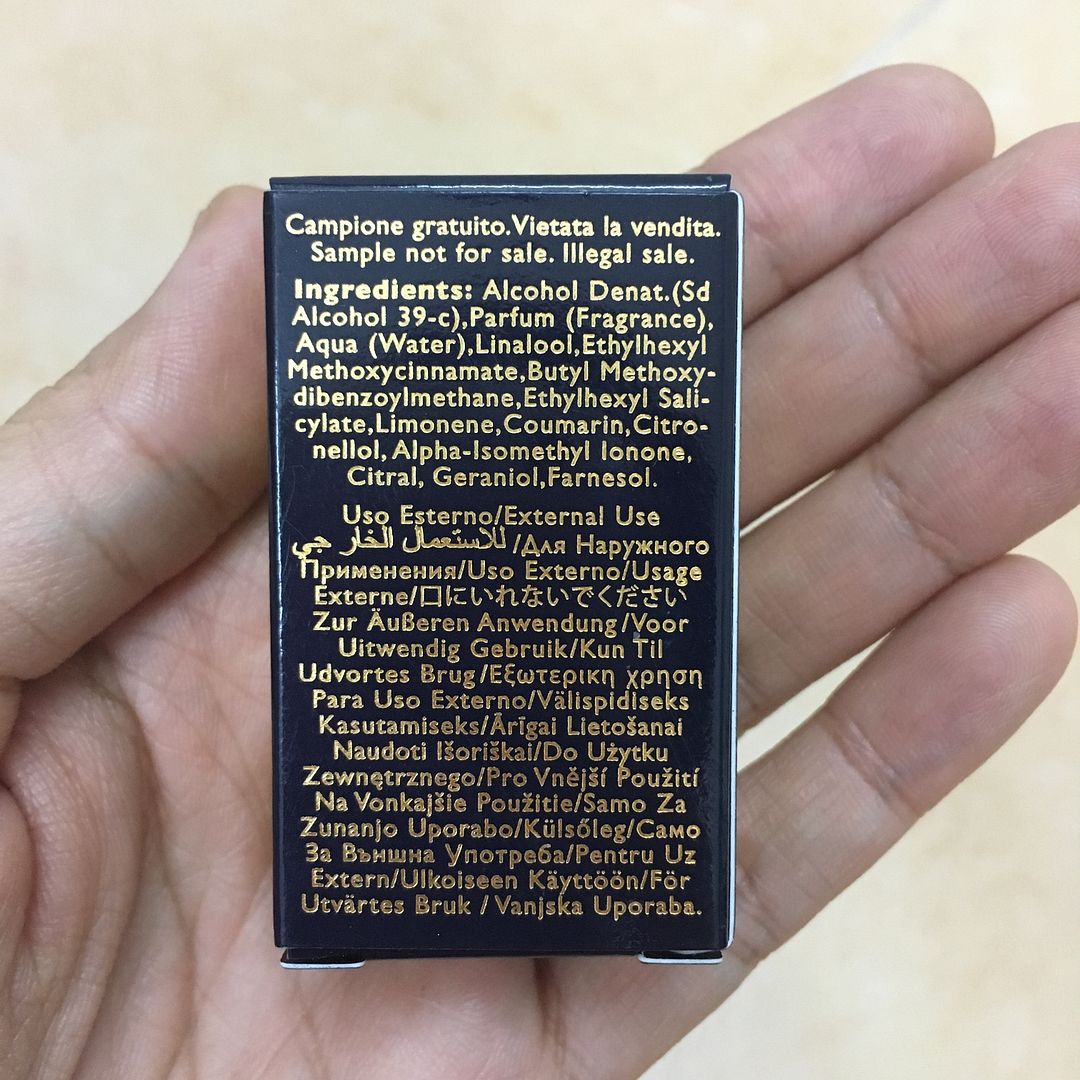 Campione gratuito.Vietata la vendita.
Sample not for sale. Illegal sale.
Ingredients: Alcohol Denat.(Sd
Alcohol 39-c),Parfum (Fragrance),
Aqua (Water),Linalool,Ethylhexyl
Methoxycinnamate,Butyl Methoxy-
dibenzoylmethane,Ethylhexyl Sali-
cylate,Limonene,Coumarin,Citro-
nellol, Alpha-Isomethyl Ionone,
Citral, Geraniol,Farnesol.
Uso Esterno/External Use
للاستعمال الخار جي /Для Наружного
Применения/Uso Externo/Usage
Externe/口にいれないでください
Zur Äußeren Anwendung/Voor
Uitwendig Gebruik/Kun Til
Udvortes Brug/Εξωτερικη χρηση
Para Uso Externo/Välispidiseks
Kasutamiseks/Ārīgai Lietošanai
Naudoti Išoriškai/Do Użytku
Zewnętrznego/Pro Vnější Použití
Na Vonkajšie Použitie/Samo Za
Zunanjo Uporabo/Külsőleg/Само
За Външна Употреба/Pentru Uz
Extern/Ulkoiseen Käyttöön/För
Utvärtes Bruk / Vanjska Uporaba.